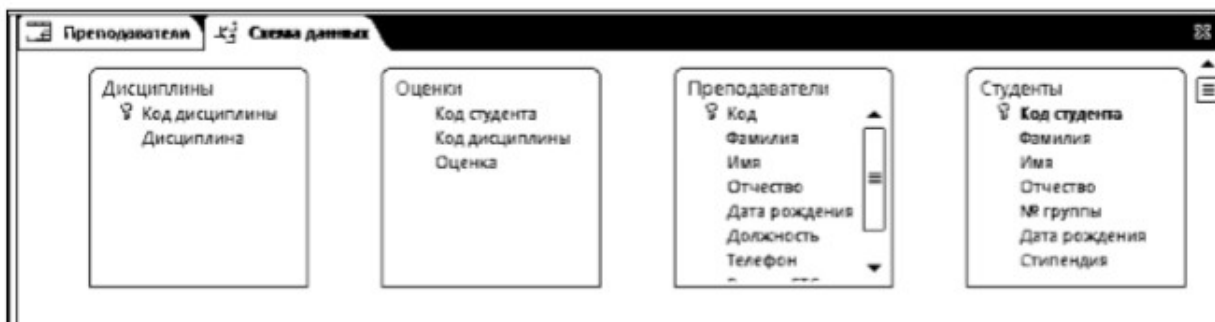 Преподаватели Схема данных
Дисциплины
Код дисциплины
Дисциплина
Оценки
Код студента
Код дисциплины
Оценка
Преподаватели
Код
Фамилия
Имя
Отчество
Дата рождения
Должность
Телефон
Студенты
Код студента
Фамилия
Имя
Отчество
№ группы
Дата рождения
Стипендия